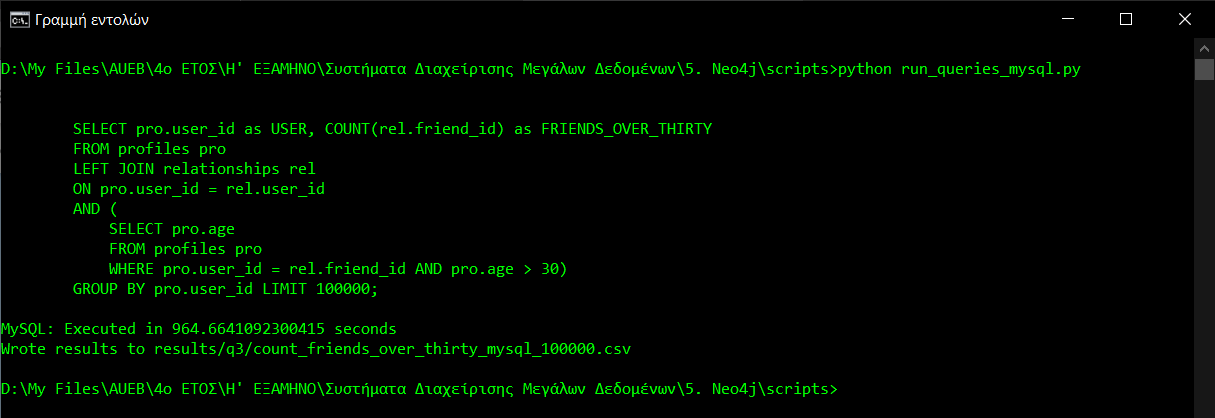 Γραμμή εντολών
D:\My Files\AUEB\4ο ΕΤΟΣ\Η' ΕΞΑΜΗΝΟ\Συστήματα Διαχείρισης Μεγάλων Δεδομένων\5. Neo4j\scripts>python run_queries_mysql.py
SELECT pro.user_id as USER, COUNT(rel.friend_id) as FRIENDS_OVER_THIRTY
FROM profiles pro
LEFT JOIN relationships rel
ON pro.user_id = rel.user_id
AND (
SELECT pro.age
FROM profiles pro
WHERE pro.user_id = rel.friend_id AND pro.age > 30)
GROUP BY pro.user_id LIMIT 100000;
MySQL: Executed in 964.6641092300415 seconds
Wrote results to results/q3/count_friends_over_thirty_mysql_100000.csv
D:\My Files\AUEB\4ο ΕΤΟΣ\Η' ΕΞΑΜΗΝΟ\Συστήματα Διαχείρισης Μεγάλων Δεδομένων\5. Neo4j\scripts>